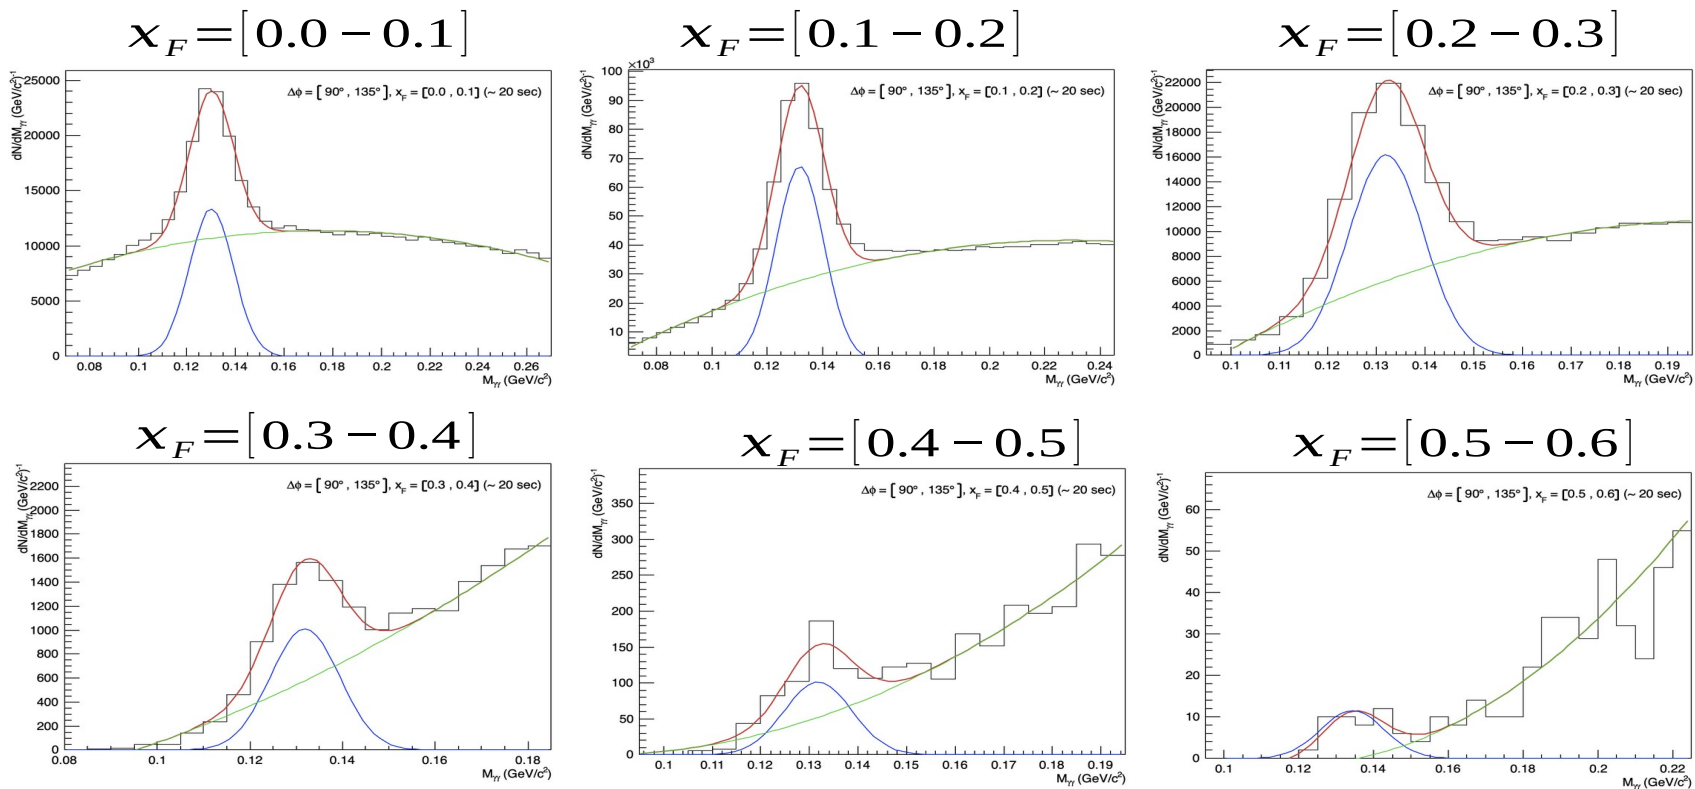 x_F=[0.0−0.1]
x_F=[0.1−0.2]
x_F=[0.2−0.3]
Δϕ = [ 90° , 135° ], x_F = [0.0 , 0.1] (~ 20 sec)
dN/dM_γγ (GeV/c²)⁻¹
25000
20000
15000
10000
5000
0
0.08 0.1 0.12 0.14 0.16 0.18 0.2 0.22 0.24 0.26
M_γγ (GeV/c²)
×10³
Δϕ = [ 90° , 135° ], x_F = [0.1 , 0.2] (~ 20 sec)
dN/dM_γγ (GeV/c²)⁻¹
100
90
80
70
60
50
40
30
20
10
0.08 0.1 0.12 0.14 0.16 0.18 0.2 0.22 0.24
M_γγ (GeV/c²)
Δϕ = [ 90° , 135° ], x_F = [0.2 , 0.3] (~ 20 sec)
dN/dM_γγ (GeV/c²)⁻¹
22000
20000
18000
16000
14000
12000
10000
8000
6000
4000
2000
0
0.1 0.11 0.12 0.13 0.14 0.15 0.16 0.17 0.18 0.19
M_γγ (GeV/c²)
x_F=[0.3−0.4]
x_F=[0.4−0.5]
x_F=[0.5−0.6]
Δϕ = [ 90° , 135° ], x_F = [0.3 , 0.4] (~ 20 sec)
dN/dM_γγ (GeV/c²)⁻¹
2200
2000
1800
1600
1400
1200
1000
800
600
400
200
0
0.08 0.1 0.12 0.14 0.16 0.18
M_γγ (GeV/c²)
Δϕ = [ 90° , 135° ], x_F = [0.4 , 0.5] (~ 20 sec)
dN/dM_γγ (GeV/c²)⁻¹
350
300
250
200
150
100
50
0
0.1 0.11 0.12 0.13 0.14 0.15 0.16 0.17 0.18 0.19
M_γγ (GeV/c²)
Δϕ = [ 90° , 135° ], x_F = [0.5 , 0.6] (~ 20 sec)
dN/dM_γγ (GeV/c²)⁻¹
60
50
40
30
20
10
0
0.1 0.12 0.14 0.16 0.18 0.2 0.22
M_γγ (GeV/c²)